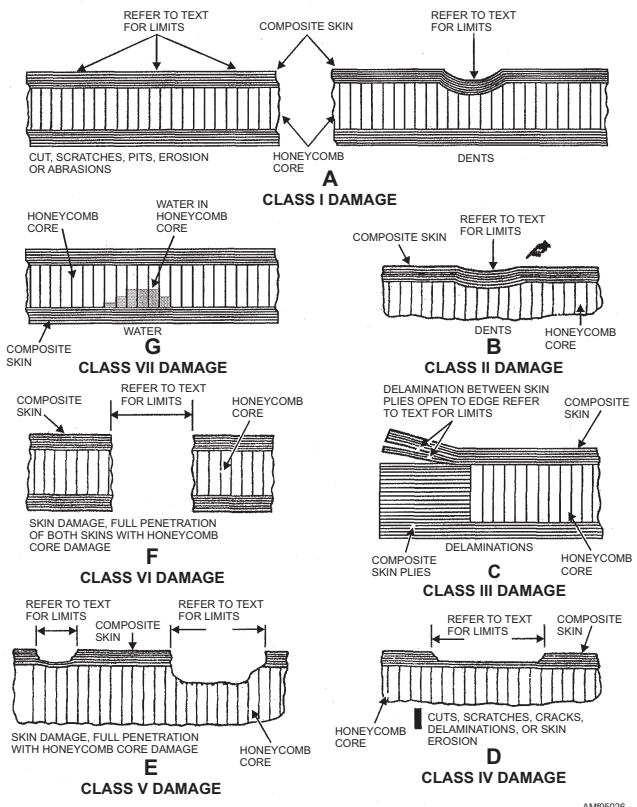 REFER TO TEXT
FOR LIMITS
COMPOSITE SKIN
REFER TO TEXT
FOR LIMITS
CUT, SCRATCHES, PITS, EROSION
OR ABRASIONS
HONEYCOMB
CORE
DENTS
A
CLASS I DAMAGE
HONEYCOMB
CORE
WATER IN
HONEYCOMB
CORE
WATER
COMPOSITE
SKIN
G
CLASS VII DAMAGE
COMPOSITE SKIN
REFER TO TEXT
FOR LIMITS
DENTS
HONEYCOMB
CORE
B
CLASS II DAMAGE
COMPOSITE
SKIN
REFER TO TEXT
FOR LIMITS
HONEYCOMB
CORE
SKIN DAMAGE, FULL PENETRATION
OF BOTH SKINS WITH HONEYCOMB
CORE DAMAGE
F
CLASS VI DAMAGE
DELAMINATION BETWEEN SKIN
PLIES OPEN TO EDGE REFER
TO TEXT FOR LIMITS
COMPOSITE
SKIN
DELAMINATIONS
COMPOSITE
SKIN PLIES
HONEYCOMB
CORE
C
CLASS III DAMAGE
REFER TO TEXT
FOR LIMITS
COMPOSITE
SKIN
REFER TO TEXT
FOR LIMITS
SKIN DAMAGE, FULL PENETRATION
WITH HONEYCOMB CORE DAMAGE
HONEYCOMB
CORE
E
CLASS V DAMAGE
REFER TO TEXT
FOR LIMITS
COMPOSITE
SKIN
HONEYCOMB
CORE
CUTS, SCRATCHES, CRACKS,
DELAMINATIONS, OR SKIN
EROSION
D
CLASS IV DAMAGE
AMf05026